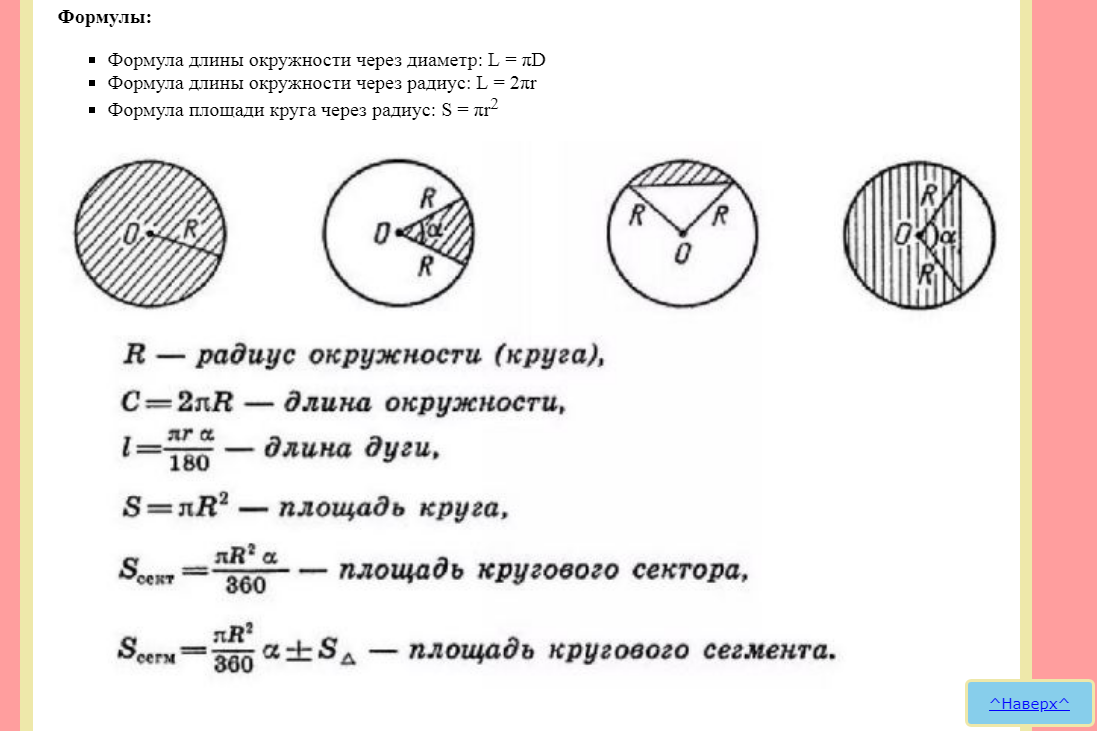 Формулы:
Формула длины окружности через диаметр: L = πD
Формула длины окружности через радиус: L = 2πr
Формула площади круга через радиус: S = πr²
O R
R O α R
R R O
R O α R
R — радиус окружности (круга),
C=2πR — длина окружности,
l=πr α/180 — длина дуги,
S=πR² — площадь круга,
Sсект=πR² α/360 — площадь кругового сектора,
Sсегм=πR²/360 α±S△ — площадь кругового сегмента.
^Наверх^